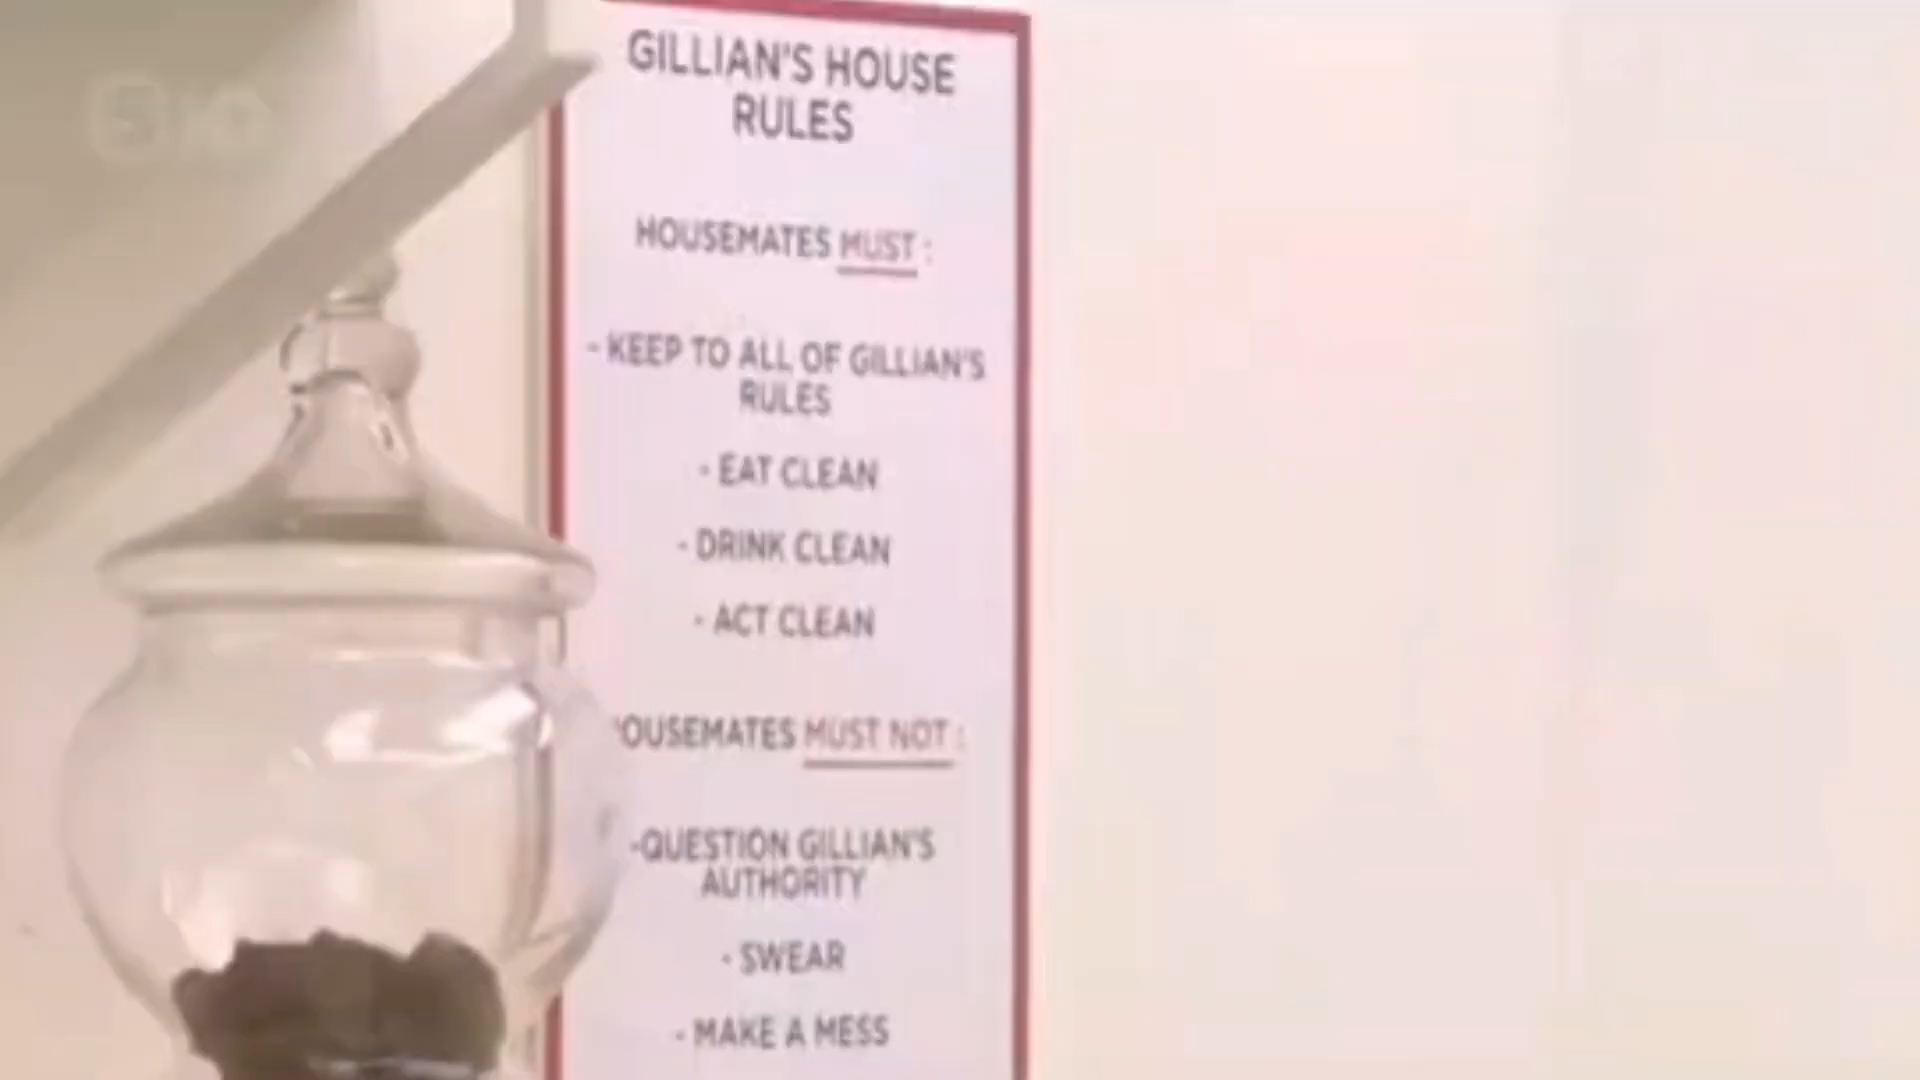 GILLIAN'S HOUSE
RULES
HOUSEMATES MUST :
- KEEP TO ALL OF GILLIAN'S
RULES
- EAT CLEAN
- DRINK CLEAN
- ACT CLEAN
HOUSEMATES MUST NOT :
-QUESTION GILLIAN'S
AUTHORITY
- SWEAR
- MAKE A MESS